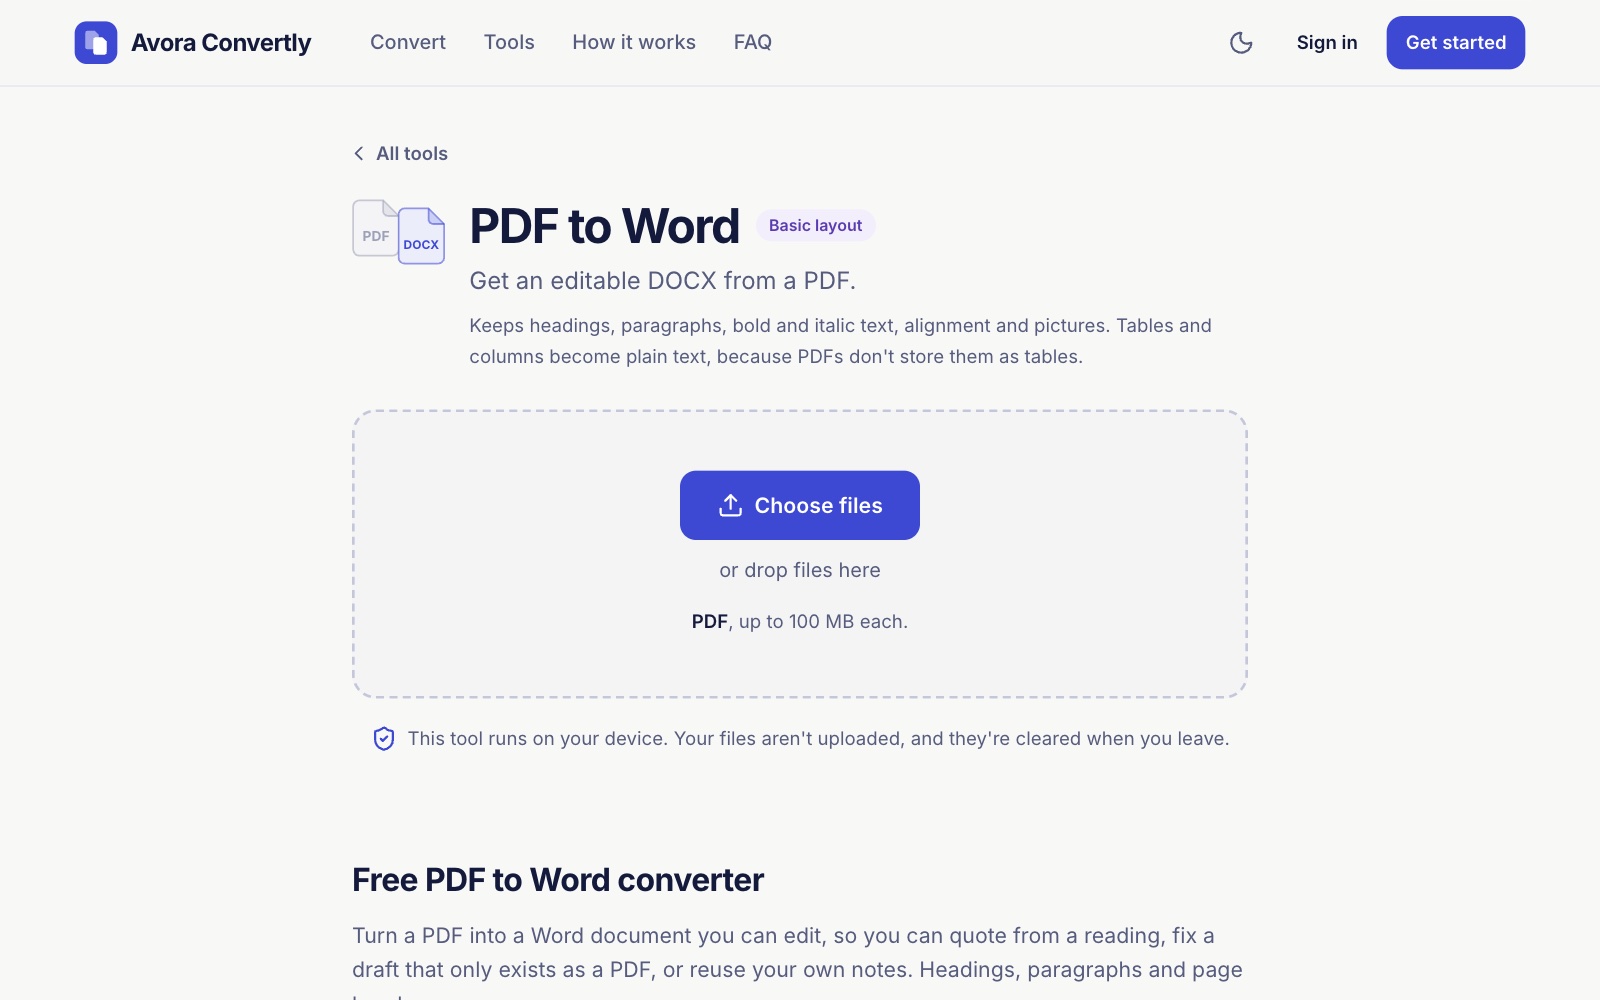 Avora Convertly
Convert
Tools
How it works
FAQ
Sign in
Get started
All tools
PDF
DOCX
PDF to Word
Basic layout
Get an editable DOCX from a PDF.
Keeps headings, paragraphs, bold and italic text, alignment and pictures. Tables and
columns become plain text, because PDFs don't store them as tables.
Choose files
or drop files here
PDF, up to 100 MB each.
This tool runs on your device. Your files aren't uploaded, and they're cleared when you leave.
Free PDF to Word converter
Turn a PDF into a Word document you can edit, so you can quote from a reading, fix a
draft that only exists as a PDF, or reuse your own notes. Headings, paragraphs and page